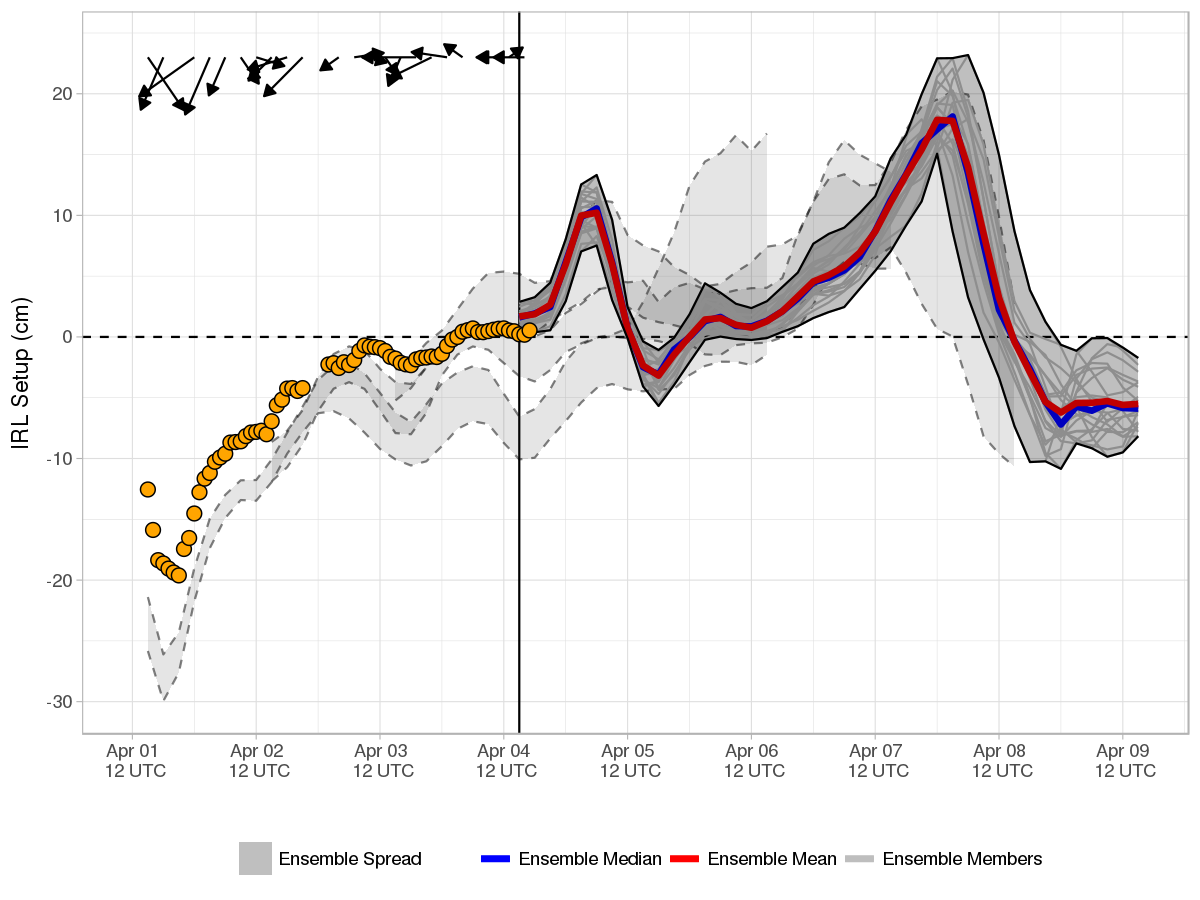 IRL Setup (cm)
20
10
0
-10
-20
-30
Apr 01 Apr 02 Apr 03 Apr 04 Apr 05 Apr 06 Apr 07 Apr 08 Apr 09
12 UTC 12 UTC 12 UTC 12 UTC 12 UTC 12 UTC 12 UTC 12 UTC 12 UTC
Ensemble Spread Ensemble Median Ensemble Mean Ensemble Members